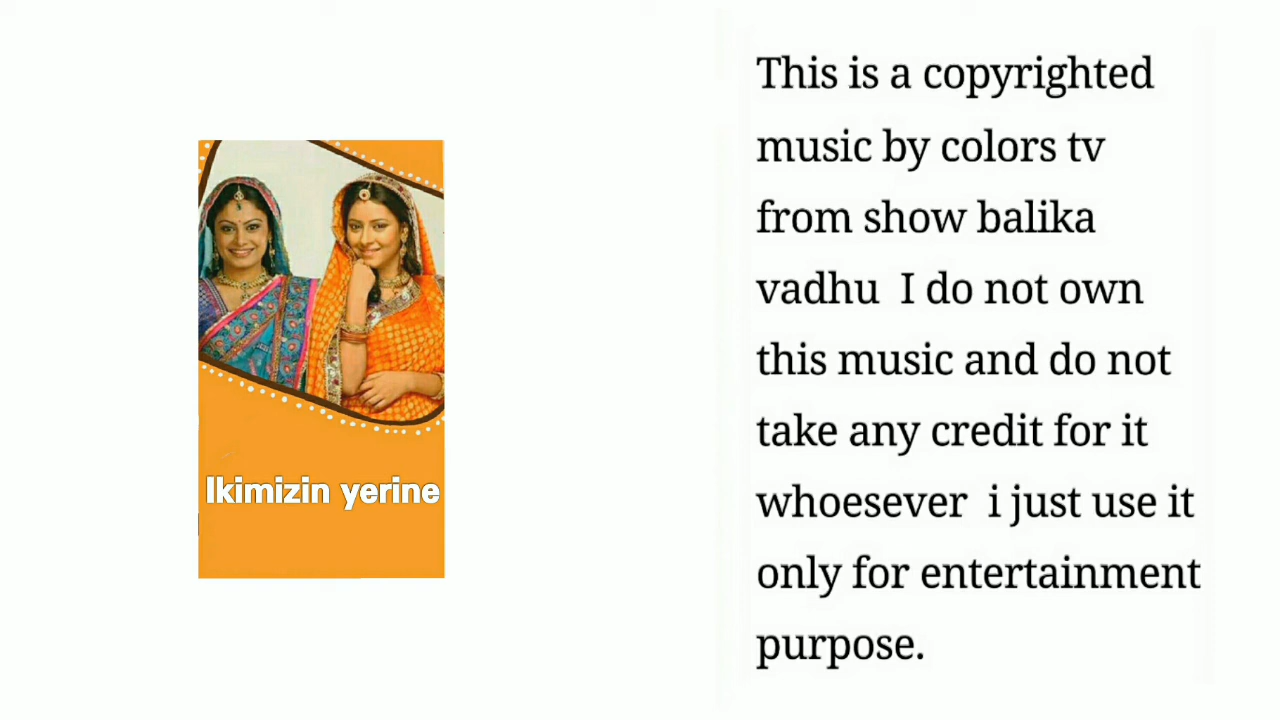 Ikimizin yerine
This is a copyrighted
music by colors tv
from show balika
vadhu I do not own
this music and do not
take any credit for it
whoesever i just use it
only for entertainment
purpose.